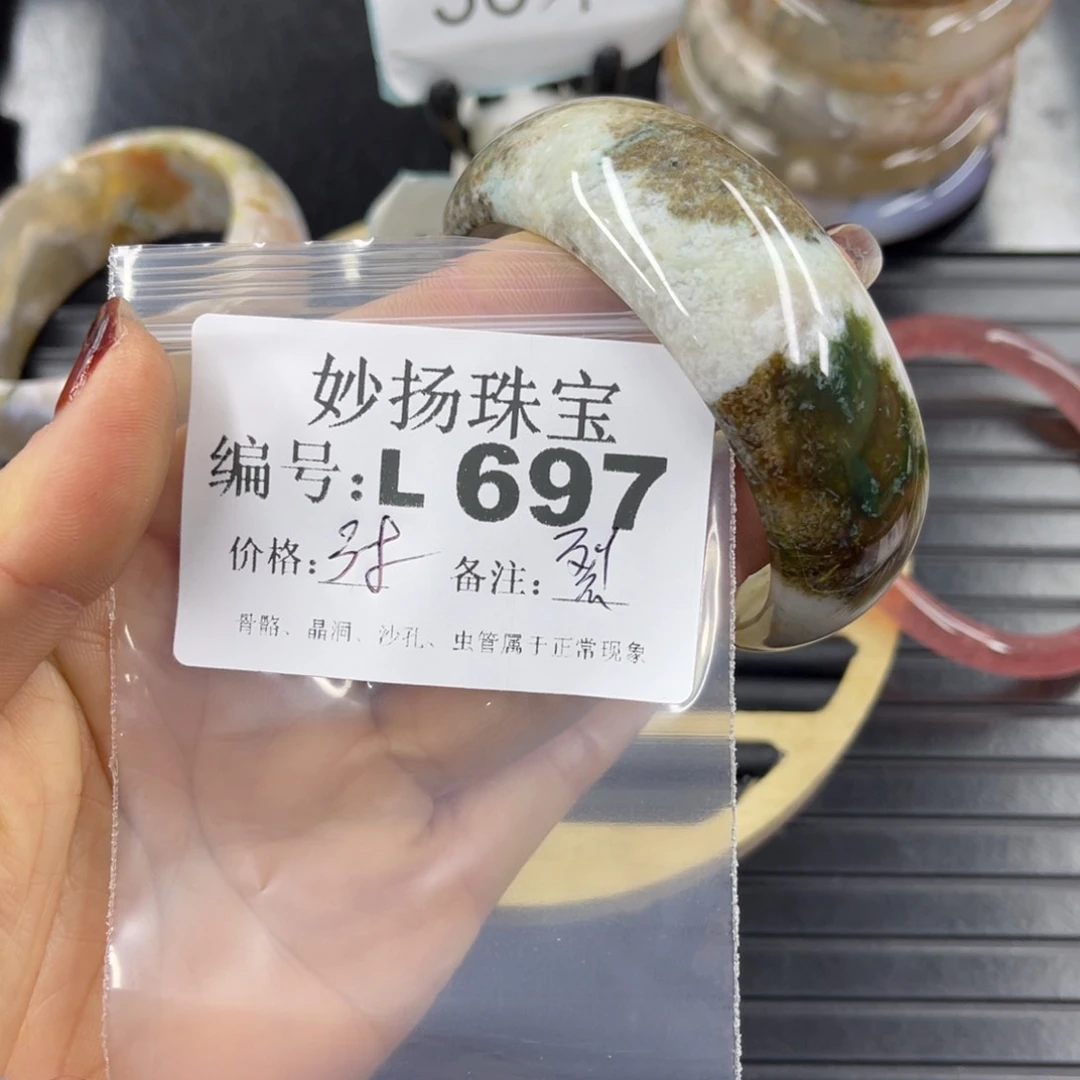 妙扬珠宝
编号:L 697
价格: 备注:裂
骨骼、晶洞、沙孔、虫管属于正常现象